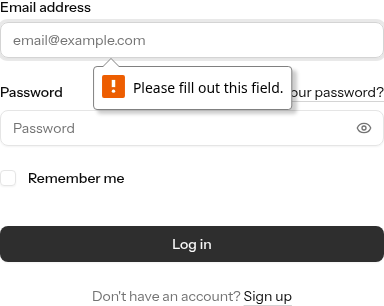 Email address
email@example.com
Please fill out this field.
Password our password?
Password
Remember me
Log in
Don't have an account? Sign up